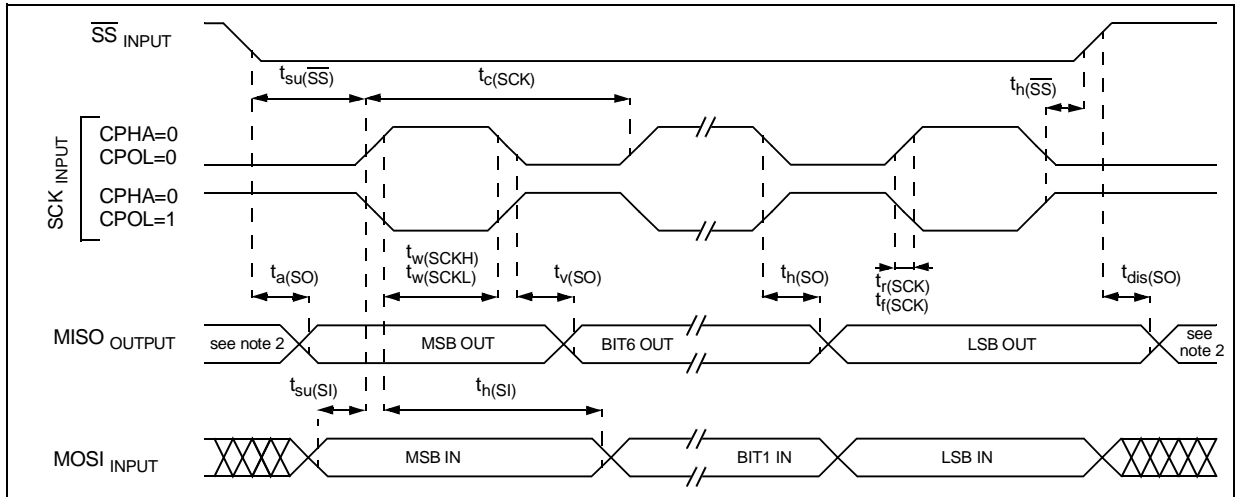 SS INPUT
tsu(SS)
tc(SCK)
th(SS)
SCK INPUT
CPHA=0
CPOL=0
CPHA=0
CPOL=1
ta(SO)
tw(SCKH)
tw(SCKL)
tv(SO)
th(SO)
tr(SCK)
tf(SCK)
tdis(SO)
MISO OUTPUT
see note 2
MSB OUT
BIT6 OUT
LSB OUT
see
note 2
tsu(SI)
th(SI)
MOSI INPUT
MSB IN
BIT1 IN
LSB IN